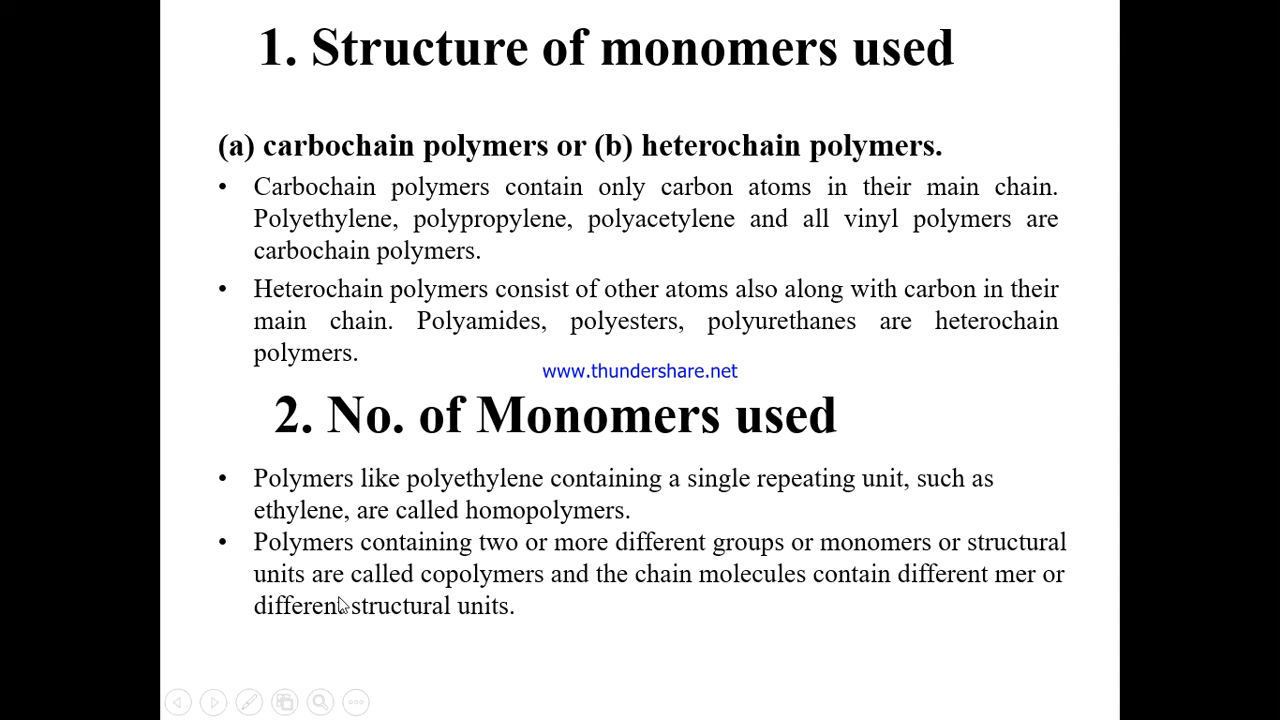 1. Structure of monomers used
(a) carbochain polymers or (b) heterochain polymers.
• Carbochain polymers contain only carbon atoms in their main chain.
Polyethylene, polypropylene, polyacetylene and all vinyl polymers are
carbochain polymers.
• Heterochain polymers consist of other atoms also along with carbon in their
main chain. Polyamides, polyesters, polyurethanes are heterochain
polymers.
www.thundershare.net
2. No. of Monomers used
• Polymers like polyethylene containing a single repeating unit, such as
ethylene, are called homopolymers.
• Polymers containing two or more different groups or monomers or structural
units are called copolymers and the chain molecules contain different mer or
different structural units.